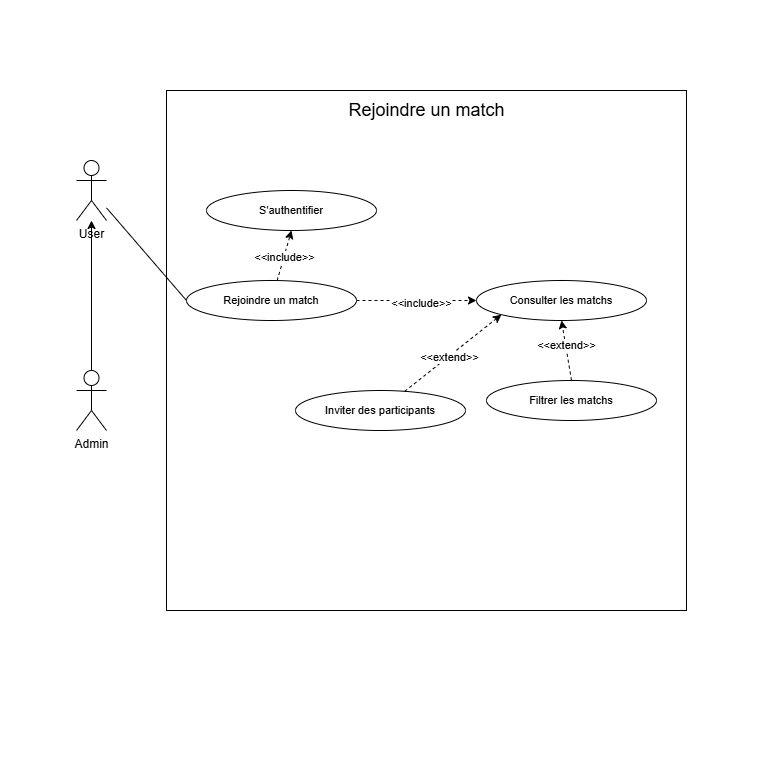 Rejoindre un match
User
S'authentifier
<<include>>
Rejoindre un match
<<include>>
Consulter les matchs
<<extend>>
<<extend>>
Inviter des participants
Filtrer les matchs
Admin